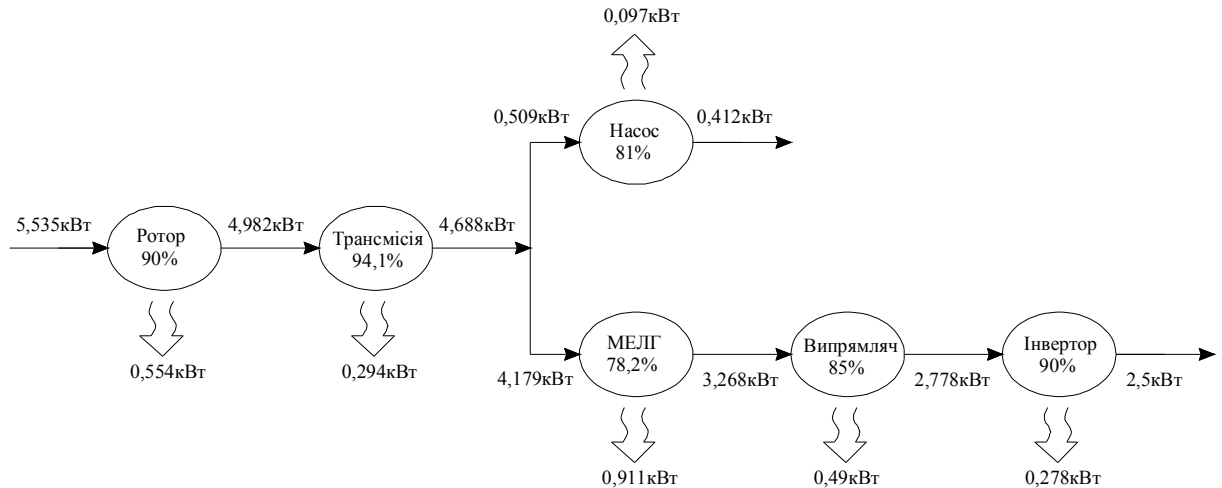 0,097кВт
0,509кВт
Насос
81%
0,412кВт
5,535кВт
Ротор
90%
4,982кВт
Трансмісія
94,1%
4,688кВт
0,554кВт
0,294кВт
4,179кВт
МЕЛГ
78,2%
3,268кВт
Випрямляч
85%
2,778кВт
Інвертор
90%
2,5кВт
0,911кВт
0,49кВт
0,278кВт